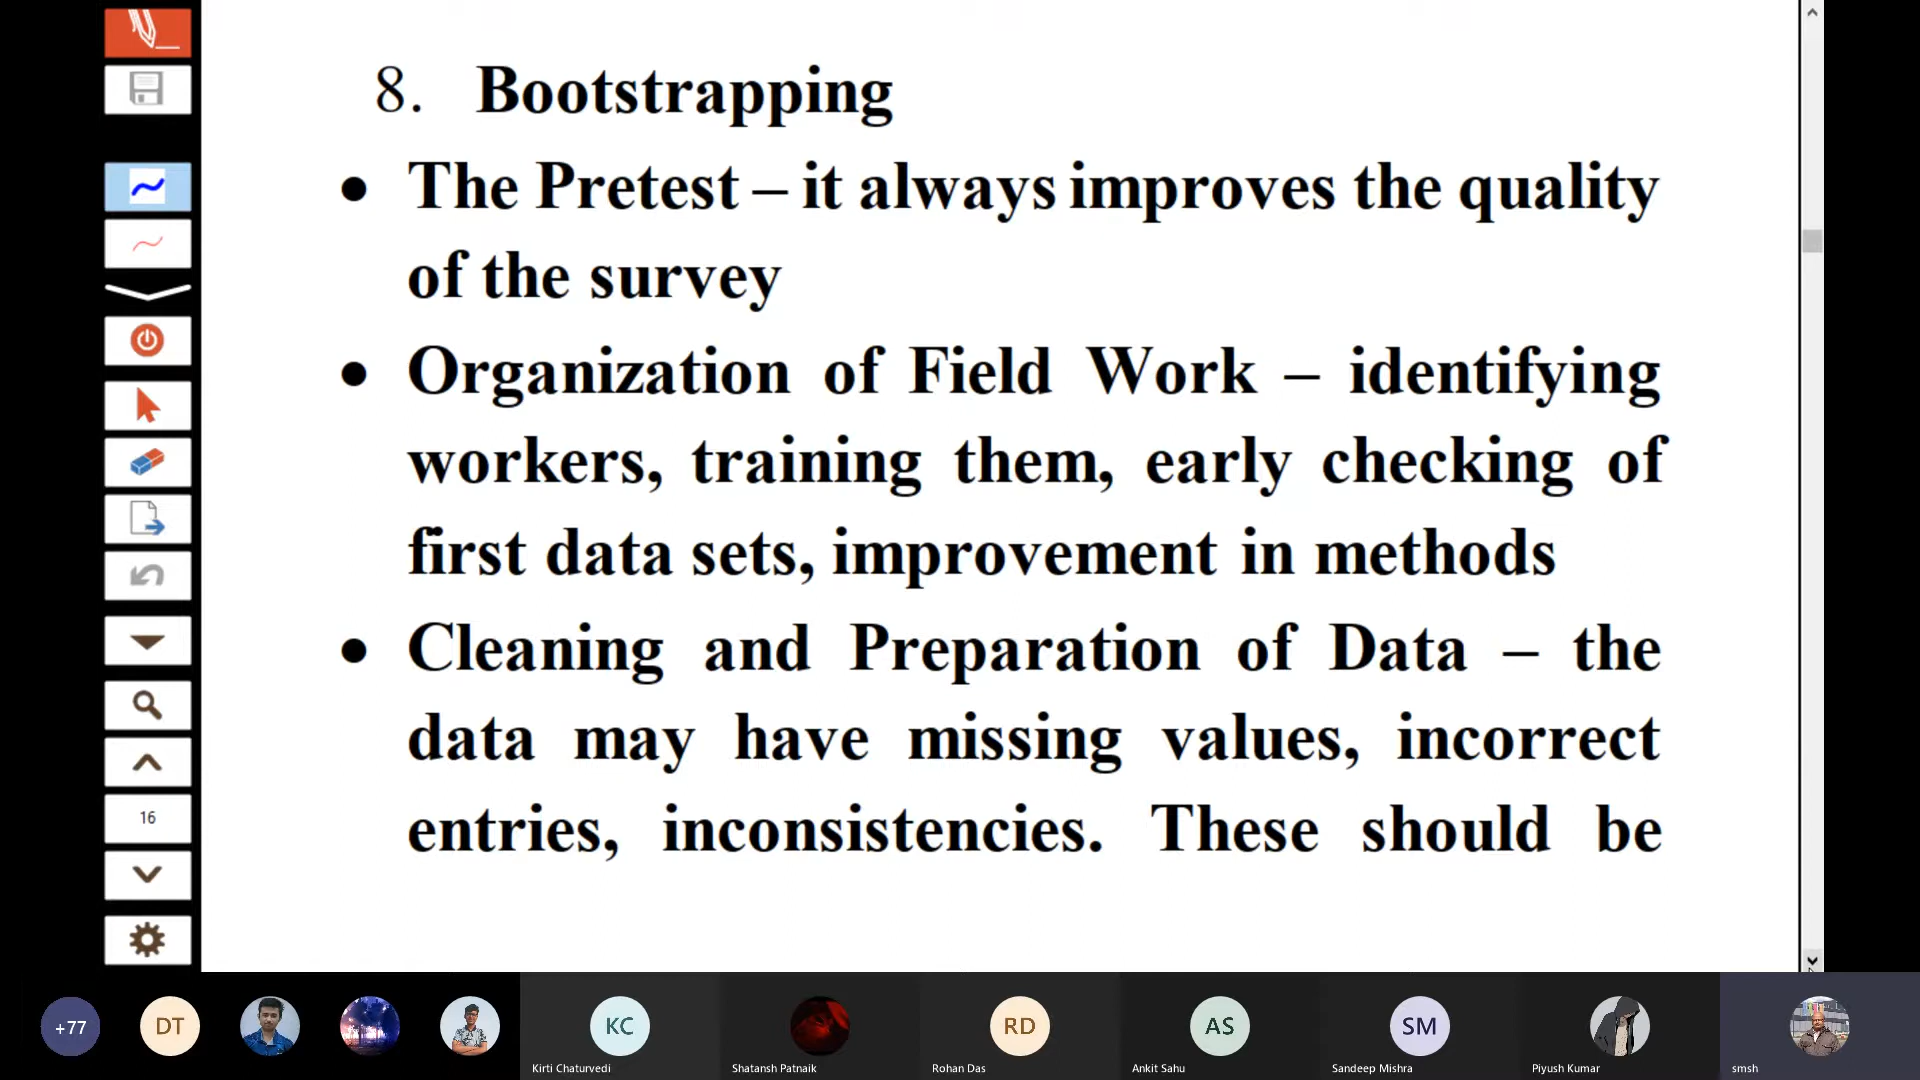 8. Bootstrapping
• The Pretest – it always improves the quality
of the survey
• Organization of Field Work – identifying
workers, training them, early checking of
first data sets, improvement in methods
• Cleaning and Preparation of Data – the
data may have missing values, incorrect
entries, inconsistencies. These should be
16
+77
DT
KC
RD
AS
SM
Kirti Chaturvedi
Shatansh Patnaik
Rohan Das
Ankit Sahu
Sandeep Mishra
Piyush Kumar
smsh